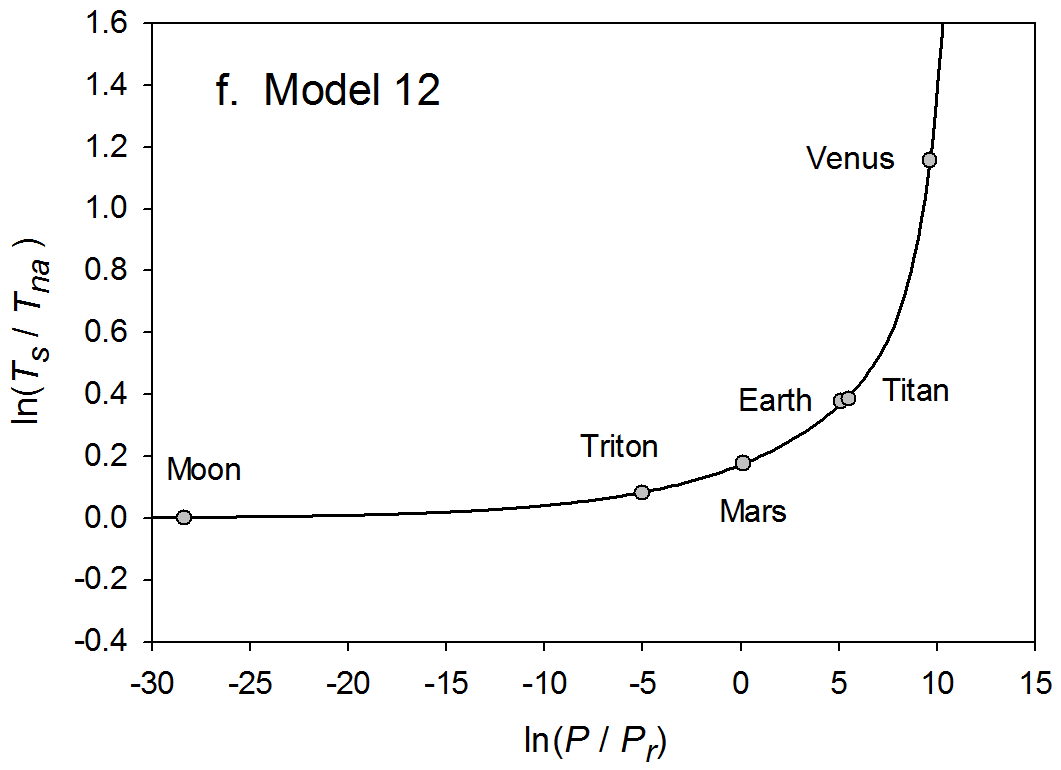 f. Model 12
1.6
1.4
1.2
1.0
0.8
0.6
0.4
0.2
0.0
-0.2
-0.4
ln(Ts / Tna )
Venus
Earth
Titan
Triton
Moon
Mars
-30 -25 -20 -15 -10 -5 0 5 10 15
ln(P / Pr)